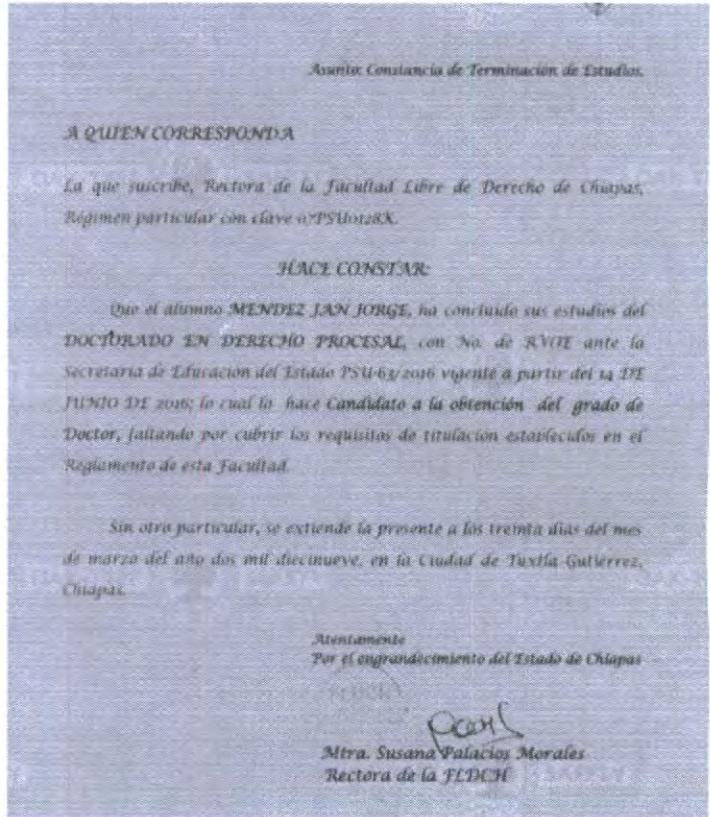 Asunto: Constancia de Terminación de Estudios.
A QUIEN CORRESPONDA
La que suscribe, Rectora de la Facultad Libre de Derecho de Chiapas,
Régimen particular con clave 07PSU0128X.
HACE CONSTAR:
Que el alumno MENDEZ JAN JORGE, ha concluido sus estudios del
DOCTORADO EN DERECHO PROCESAL, con No. de RVOE ante la
Secretaria de Educación del Estado PSU-63/2016 vigente a partir del 14 DE
JUNIO DE 2016; lo cual lo hace Candidato a la obtención del grado de
Doctor, faltando por cubrir los requisitos de titulación establecidos en el
Reglamento de esta Facultad.
Sin otro particular, se extiende la presente a los treinta días del mes
de marzo del año dos mil diecinueve, en la Ciudad de Tuxtla Gutiérrez,
Chiapas.
Atentamente
Por el engrandecimiento del Estado de Chiapas
Mtra. Susana Palacios Morales
Rectora de la FLDCH